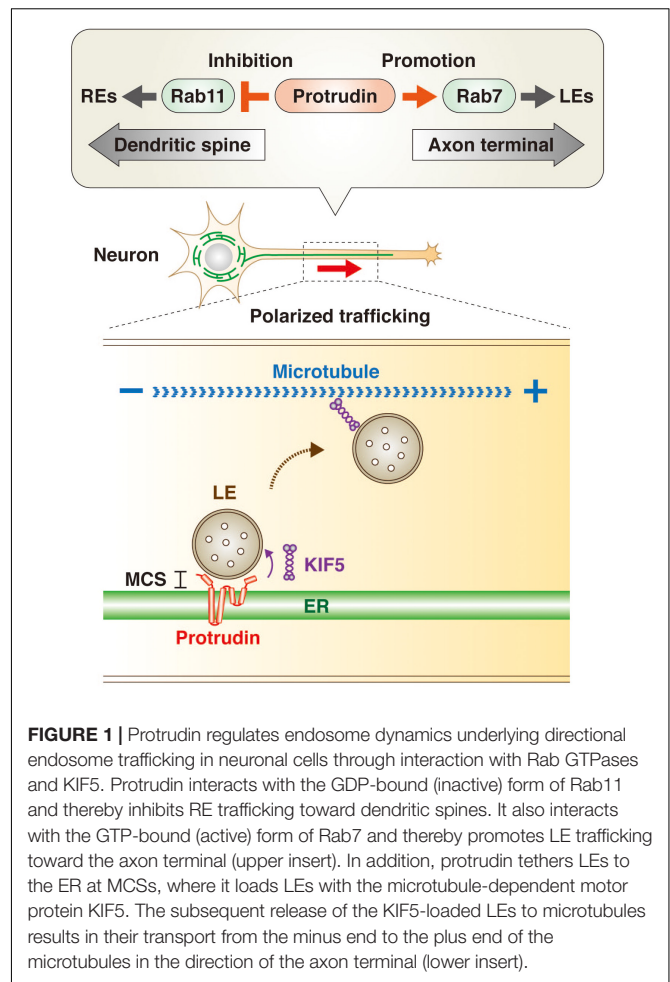 Inhibition Promotion
REs Rab11 Protrudin Rab7 LEs
Dendritic spine Axon terminal
Neuron
Polarized trafficking
Microtubule
− +
LE
KIF5
MCS
ER
Protrudin
FIGURE 1 | Protrudin regulates endosome dynamics underlying directional
endosome trafficking in neuronal cells through interaction with Rab GTPases
and KIF5. Protrudin interacts with the GDP-bound (inactive) form of Rab11
and thereby inhibits RE trafficking toward dendritic spines. It also interacts
with the GTP-bound (active) form of Rab7 and thereby promotes LE trafficking
toward the axon terminal (upper insert). In addition, protrudin tethers LEs to
the ER at MCSs, where it loads LEs with the microtubule-dependent motor
protein KIF5. The subsequent release of the KIF5-loaded LEs to microtubules
results in their transport from the minus end to the plus end of the
microtubules in the direction of the axon terminal (lower insert).